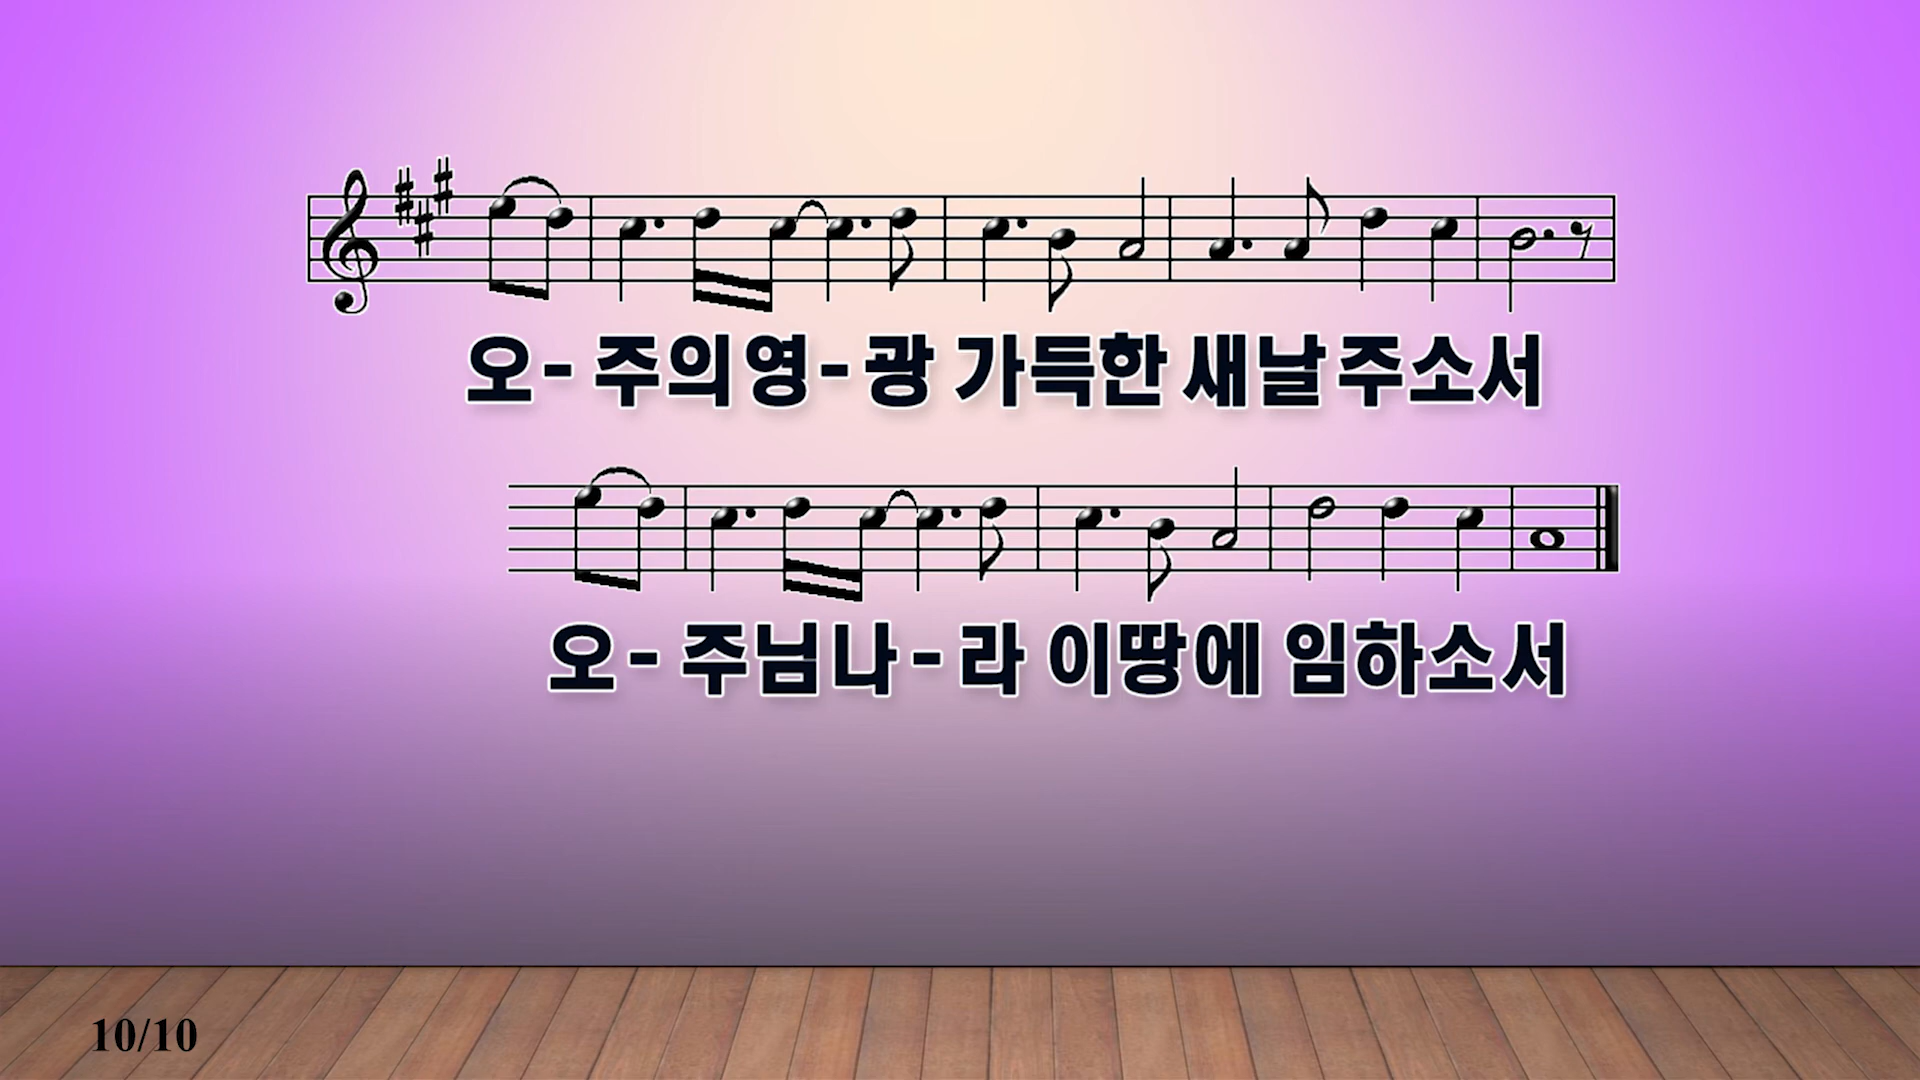 오- 주의영-광 가득한 새날주소서
오- 주님나-라 이땅에 임하소서
10/10